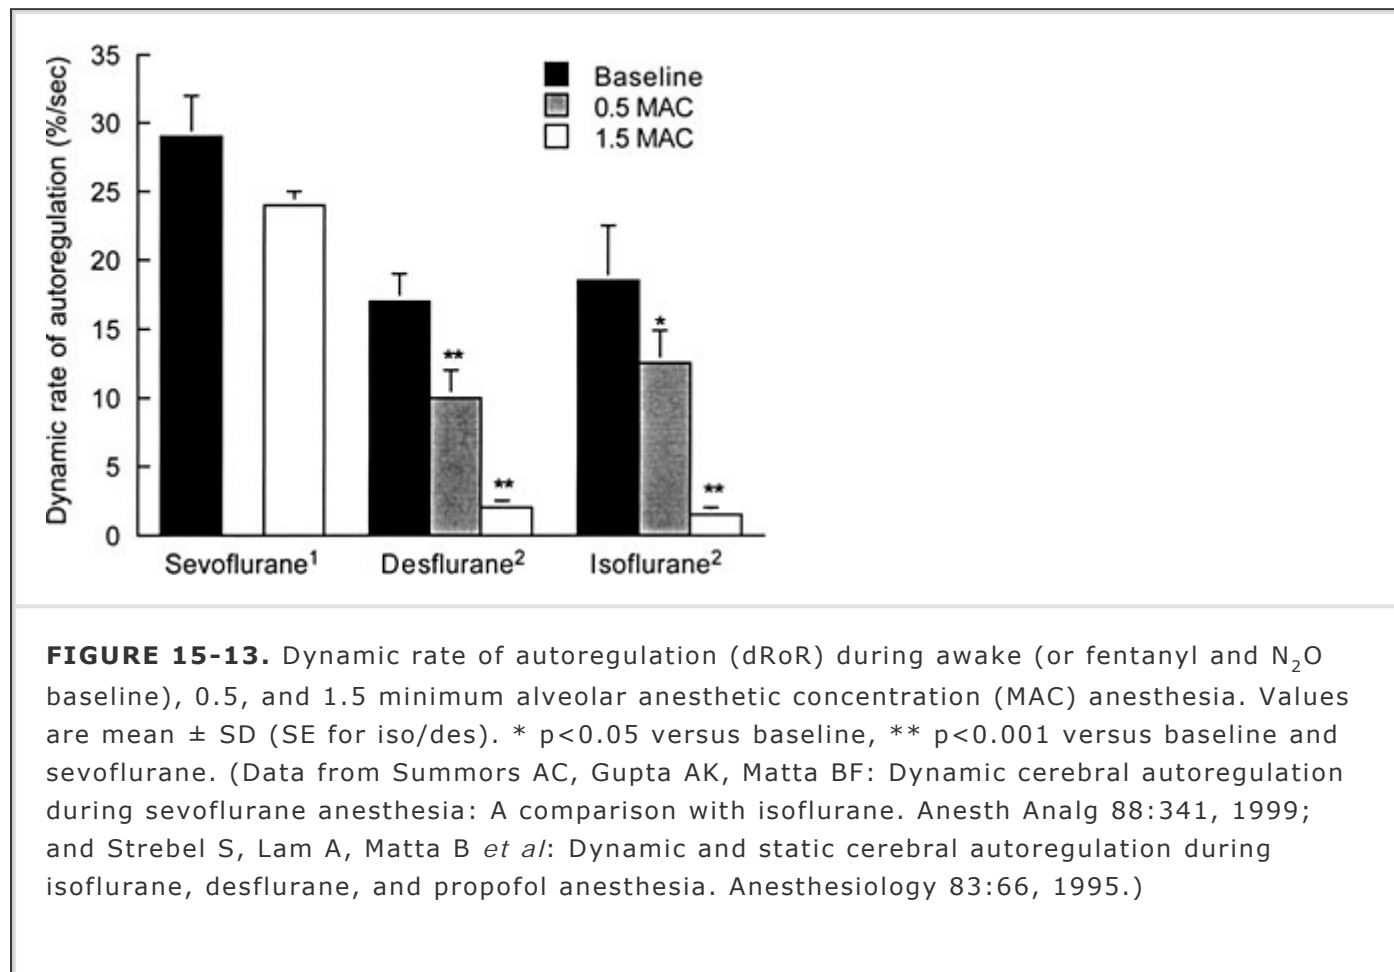 35
30
25
20
15
10
5
0
Dynamic rate of autoregulation (%/sec)
Baseline
0.5 MAC
1.5 MAC
**
**
*
**
Sevoflurane¹ Desflurane² Isoflurane²
FIGURE 15-13. Dynamic rate of autoregulation (dRoR) during awake (or fentanyl and N₂O
baseline), 0.5, and 1.5 minimum alveolar anesthetic concentration (MAC) anesthesia. Values
are mean ± SD (SE for iso/des). * p<0.05 versus baseline, ** p<0.001 versus baseline and
sevoflurane. (Data from Summors AC, Gupta AK, Matta BF: Dynamic cerebral autoregulation
during sevoflurane anesthesia: A comparison with isoflurane. Anesth Analg 88:341, 1999;
and Strebel S, Lam A, Matta B et al: Dynamic and static cerebral autoregulation during
isoflurane, desflurane, and propofol anesthesia. Anesthesiology 83:66, 1995.)